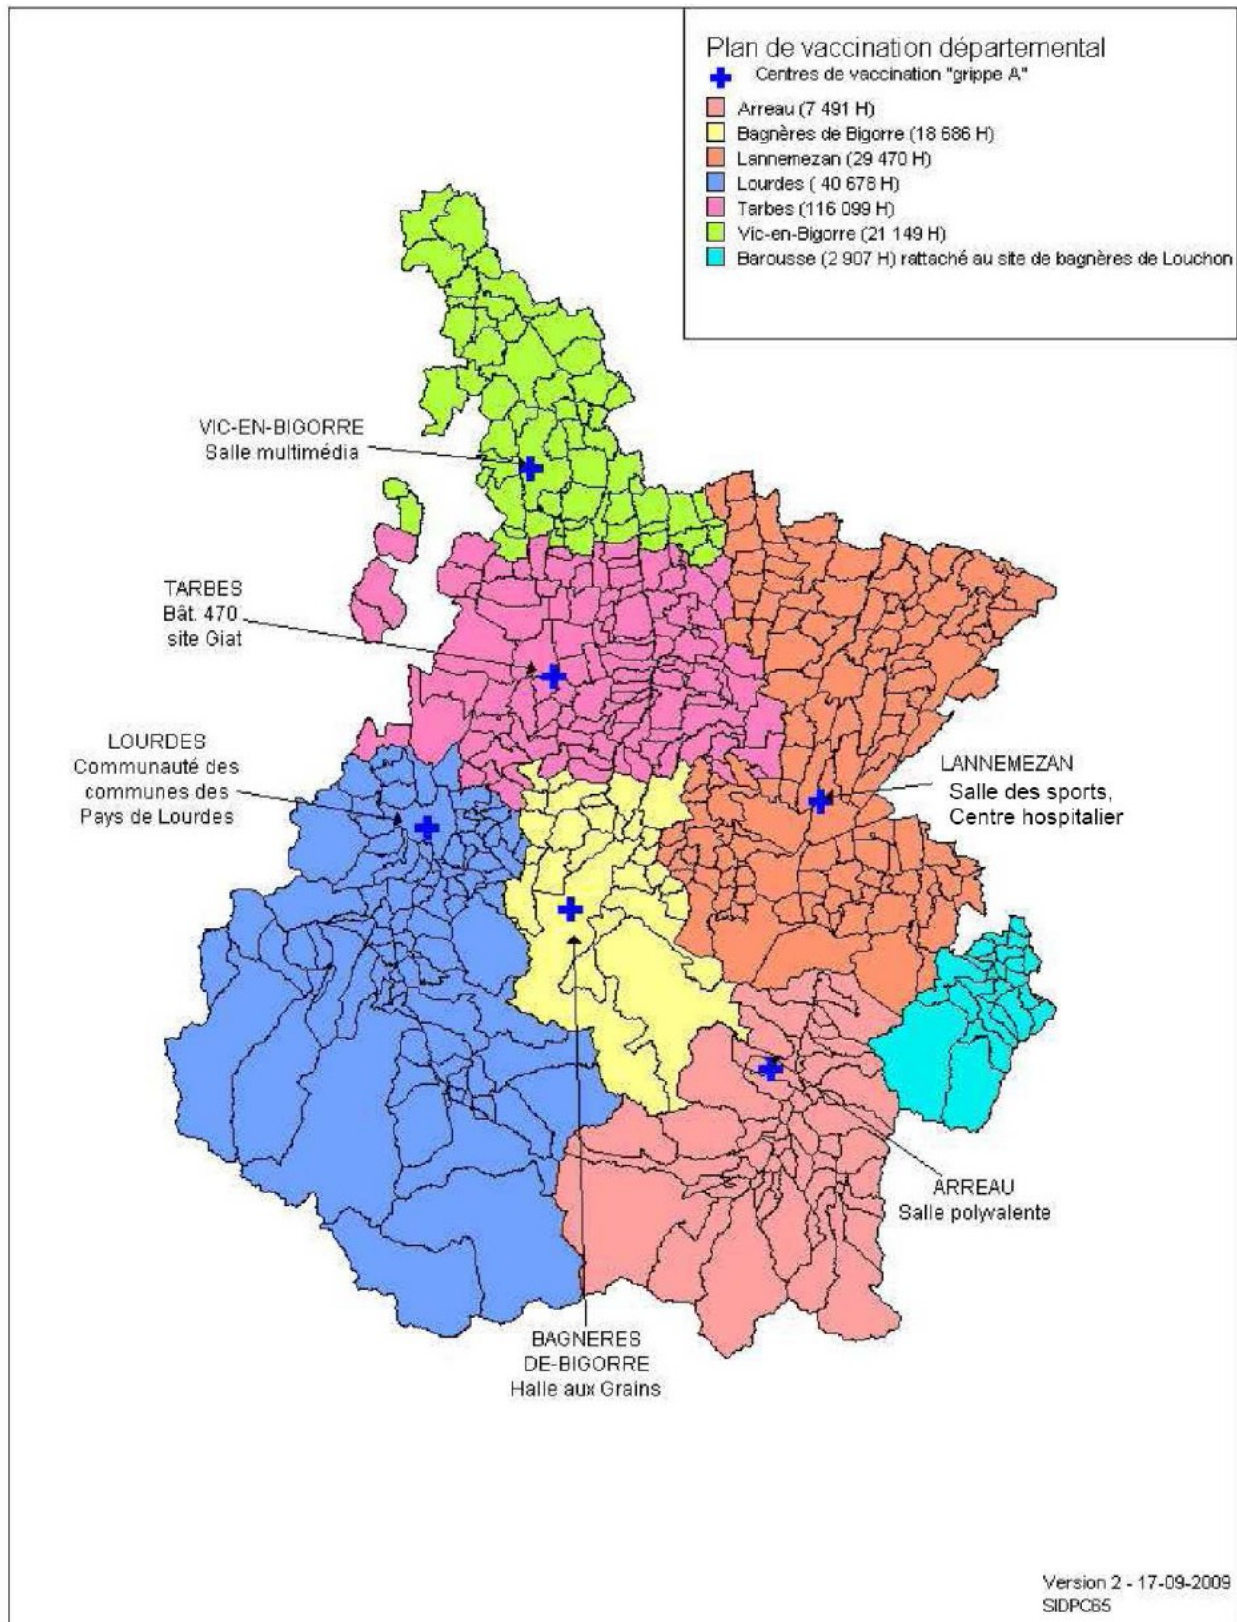 Plan de vaccination départemental
Centres de vaccination "grippe A"
Arreau (7 491 H)
Bagnères de Bigorre (18 686 H)
Lannemezan (29 470 H)
Lourdes ( 40 678 H)
Tarbes (116 099 H)
Vic-en-Bigorre (21 149 H)
Barousse (2 907 H) rattaché au site de bagnères de Louchon
VIC-EN-BIGORRE
Salle multimédia
TARBES
Bât. 470
site Giat
LOURDES
Communauté des
communes des
Pays de Lourdes
LANNEMEZAN
Salle des sports,
Centre hospitalier
ARREAU
Salle polyvalente
BAGNERES
DE-BIGORRE
Halle aux Grains
Version 2 - 17-09-2009
SIDPC65